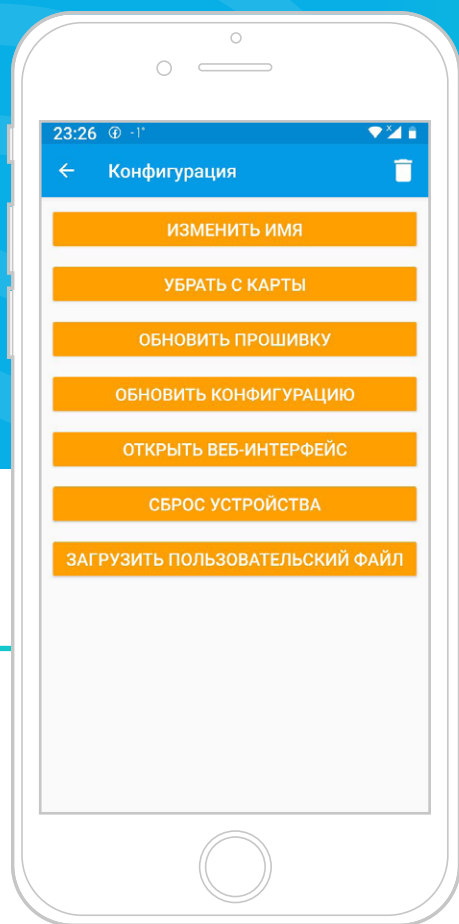 23:26 -1°
Конфигурация
ИЗМЕНИТЬ ИМЯ
УБРАТЬ С КАРТЫ
ОБНОВИТЬ ПРОШИВКУ
ОБНОВИТЬ КОНФИГУРАЦИЮ
ОТКРЫТЬ ВЕБ-ИНТЕРФЕЙС
СБРОС УСТРОЙСТВА
ЗАГРУЗИТЬ ПОЛЬЗОВАТЕЛЬСКИЙ ФАЙЛ